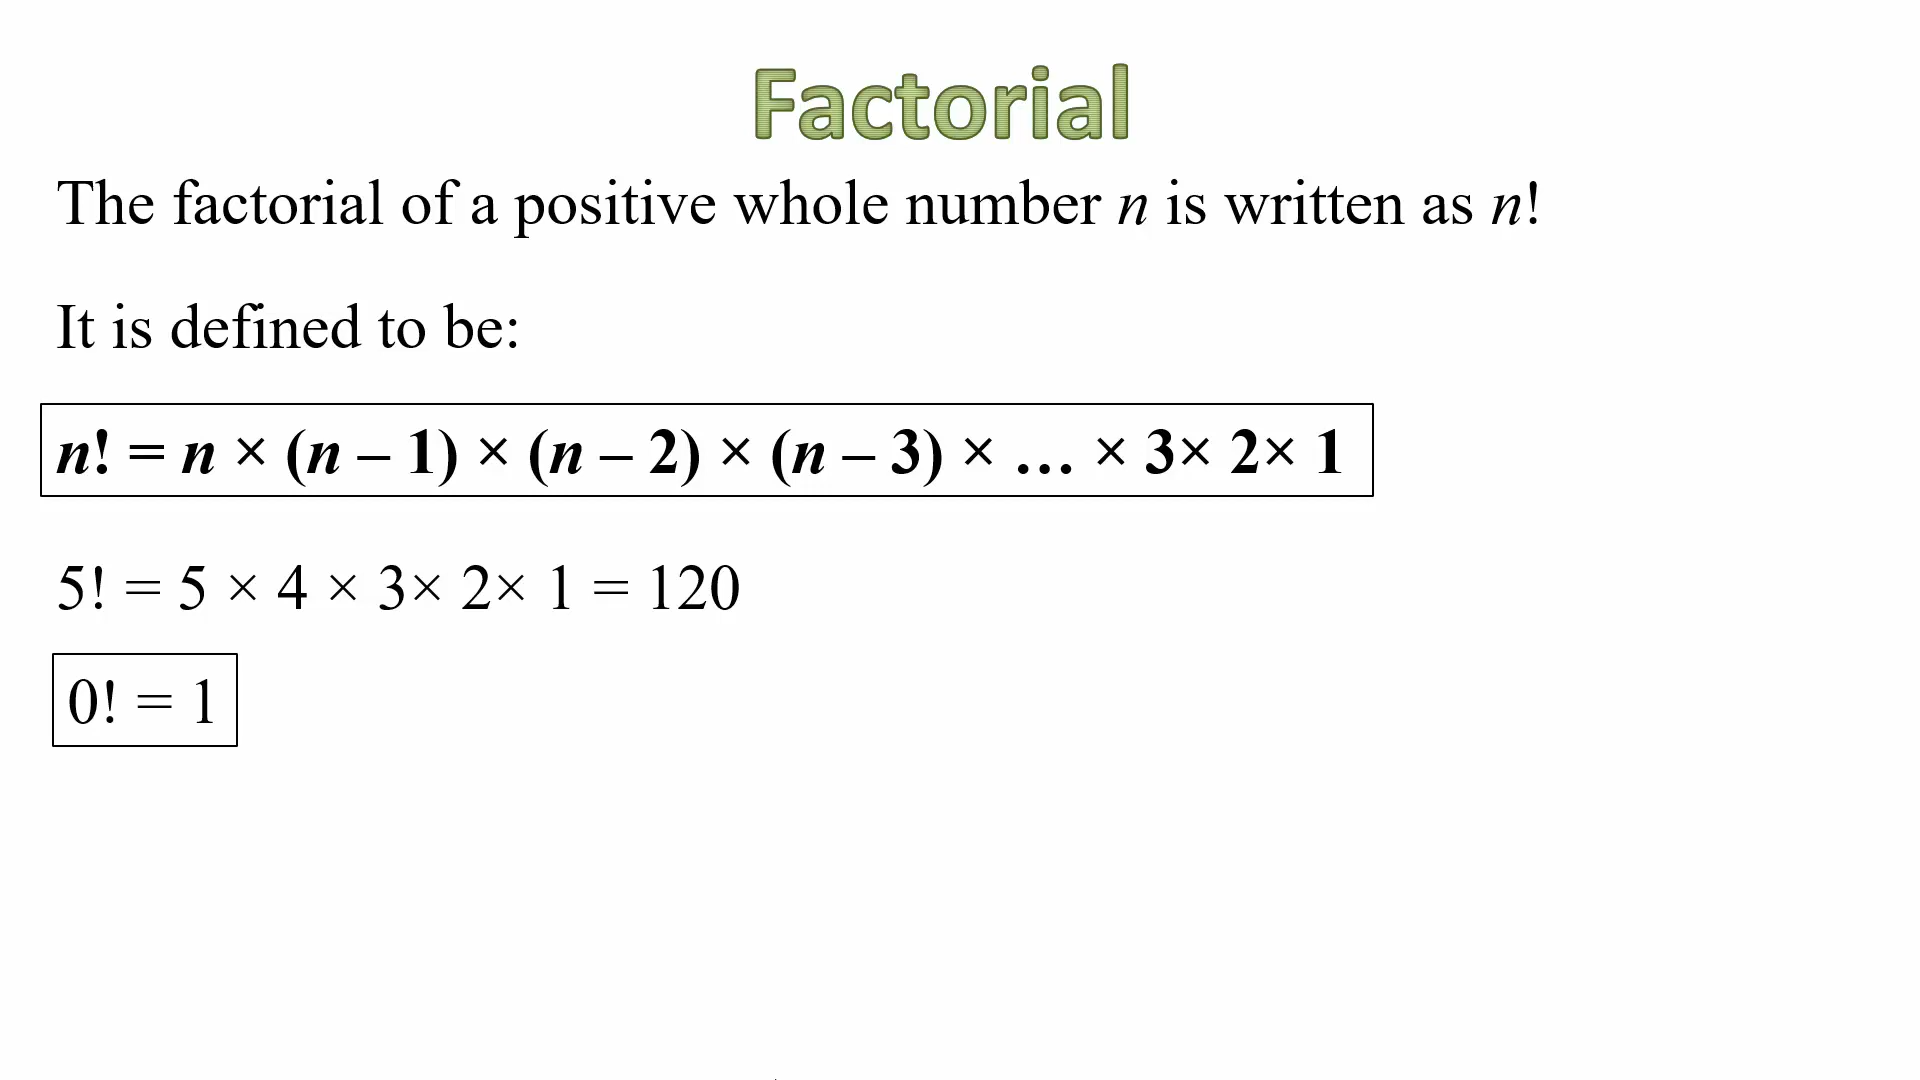 Factorial
The factorial of a positive whole number n is written as n!
It is defined to be:
n! = n × (n – 1) × (n – 2) × (n – 3) × … × 3× 2× 1
5! = 5 × 4 × 3× 2× 1 = 120
0! = 1